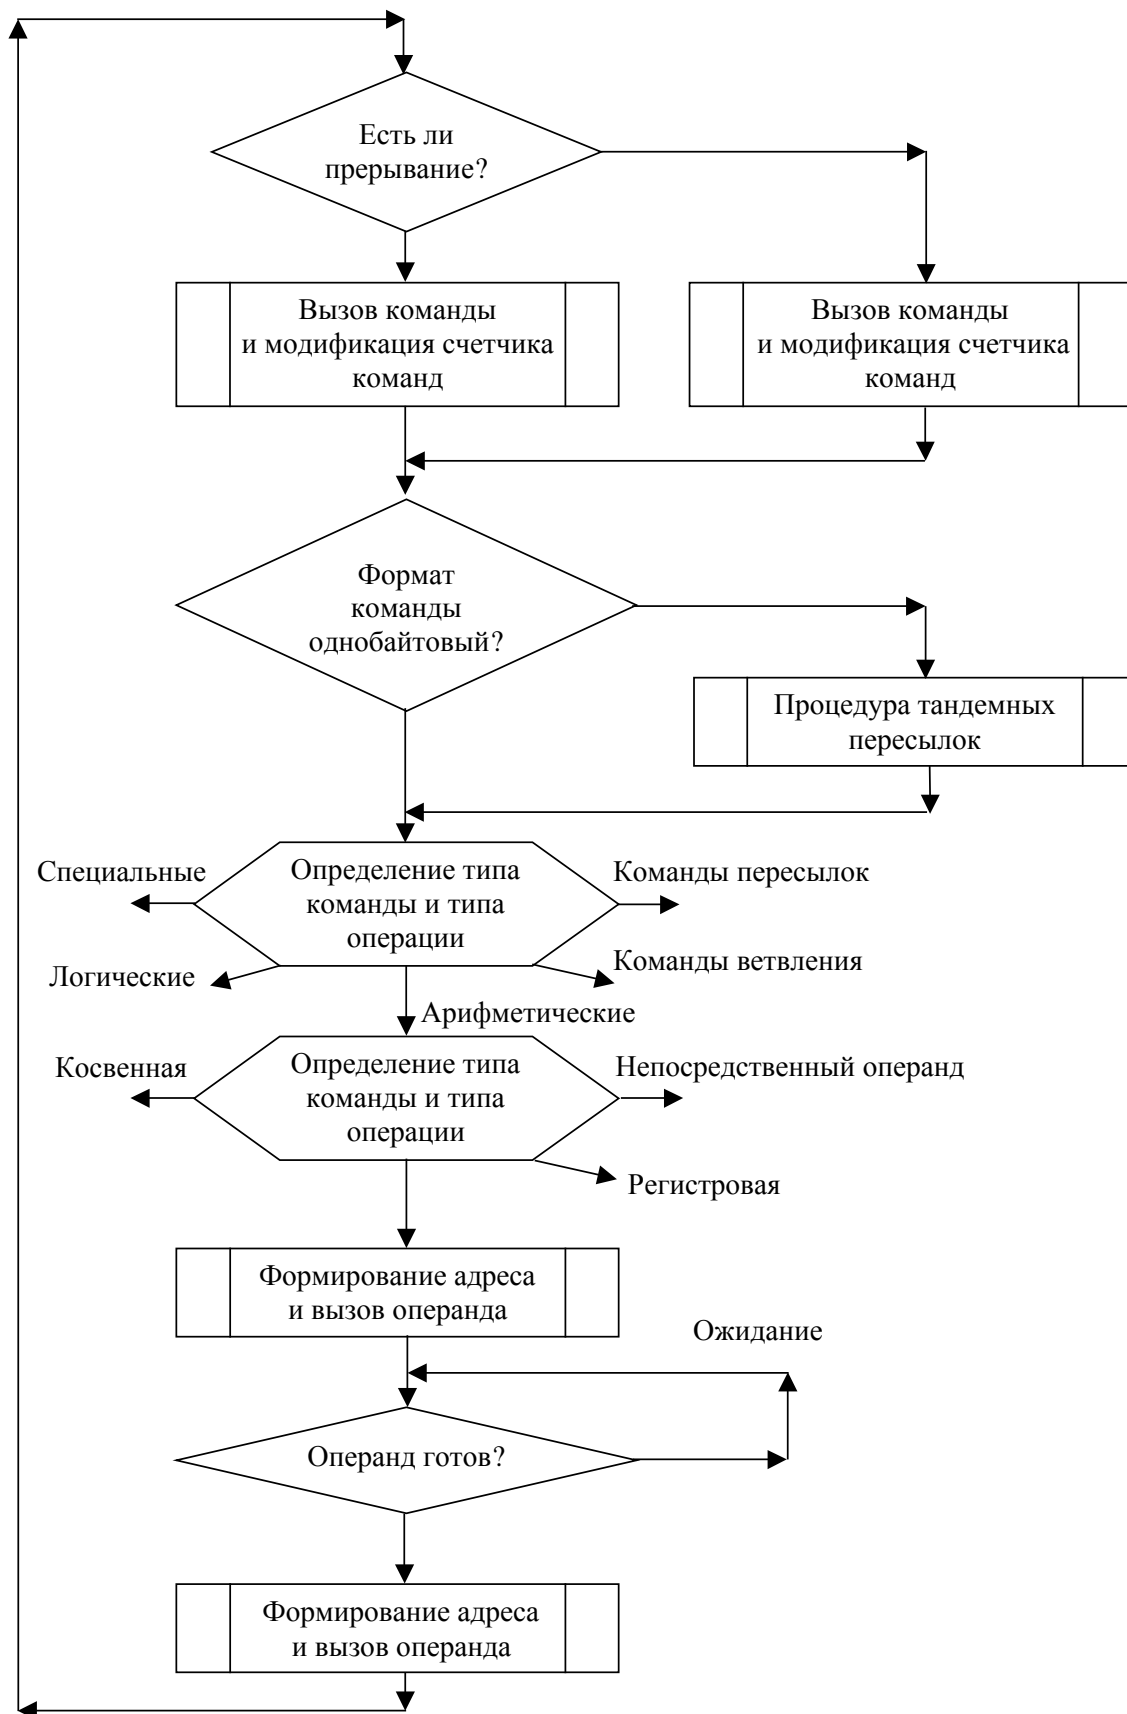 Есть ли
прерывание?
Вызов команды
и модификация счетчика
команд
Вызов команды
и модификация счетчика
команд
Формат
команды
однобайтовый?
Процедура тандемных
пересылок
Специальные
Определение типа
команды и типа
операции
Команды пересылок
Логические
Команды ветвления
Арифметические
Косвенная
Определение типа
команды и типа
операции
Непосредственный операнд
Регистровая
Формирование адреса
и вызов операнда
Ожидание
Операнд готов?
Формирование адреса
и вызов операнда